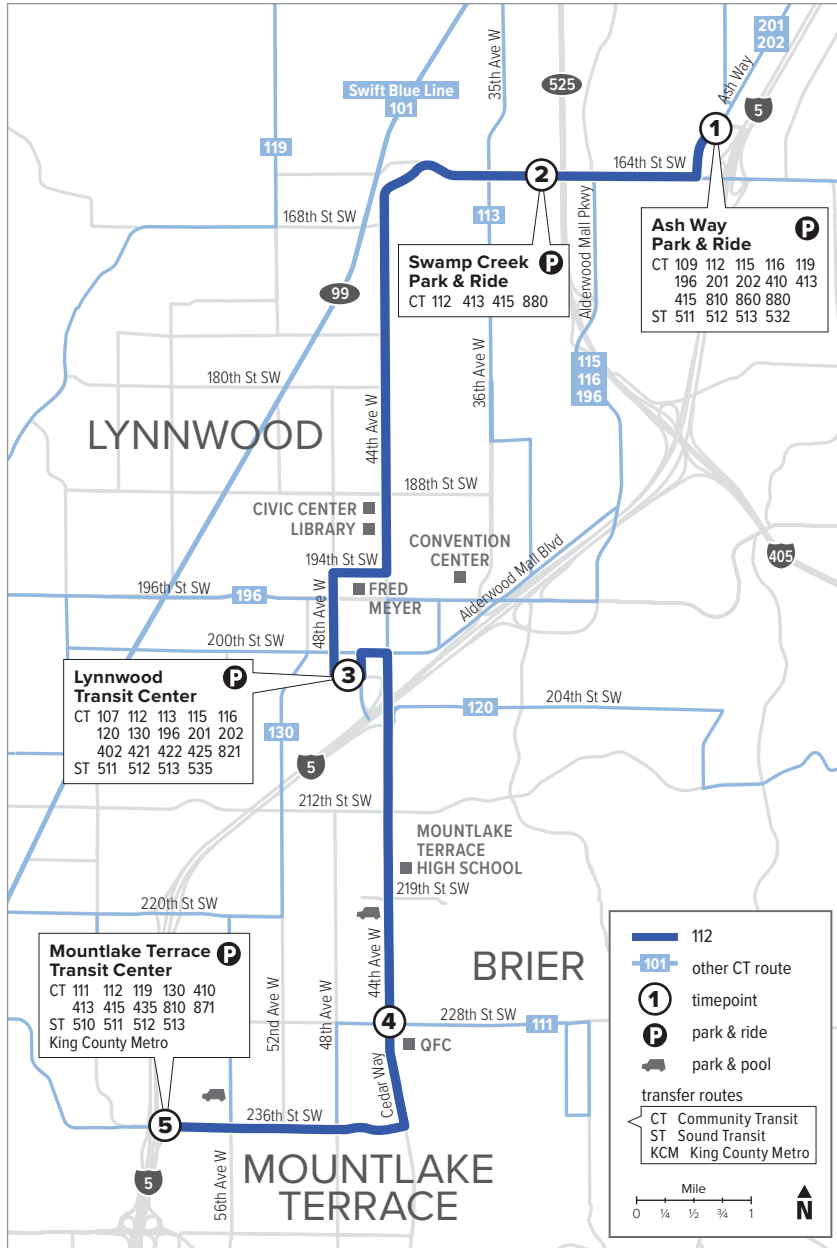 201
202
Ash Way
5
35th Ave W
525
Swift Blue Line
101
119
1
2
164th St SW
113
168th St SW
Alderwood Mall Pkwy
Ash Way
Park & Ride
P
CT 109 112 115 116 119
196 201 202 410 413
415 810 860 880
ST 511 512 513 532
Swamp Creek
Park & Ride
P
CT 112 413 415 880
99
36th Ave W
115
116
196
180th St SW
44th Ave W
LYNNWOOD
188th St SW
CIVIC CENTER
LIBRARY
CONVENTION
CENTER
405
194th St SW
Alderwood Mall Blvd
196th St SW
196
48th Ave W
FRED
MEYER
200th St SW
3
Lynnwood
Transit Center
P
CT 107 112 113 115 116
120 130 196 201 202
402 421 422 425 821
ST 511 512 513 535
204th St SW
120
130
5
212th St SW
MOUNTLAKE
TERRACE
HIGH SCHOOL
219th St SW
220th St SW
44th Ave W
BRIER
Mountlake Terrace
Transit Center
P
CT 111 112 119 130 410
413 415 435 810 871
ST 510 511 512 513
King County Metro
52nd Ave W
48th Ave W
4
228th St SW
111
QFC
Cedar Way
236th St SW
5
56th Ave W
5
MOUNTLAKE
TERRACE
112
101
other CT route
1
timepoint
P
park & ride
park & pool
transfer routes
CT Community Transit
ST Sound Transit
KCM King County Metro
Mile
0 ¼ ½ ¾ 1
N